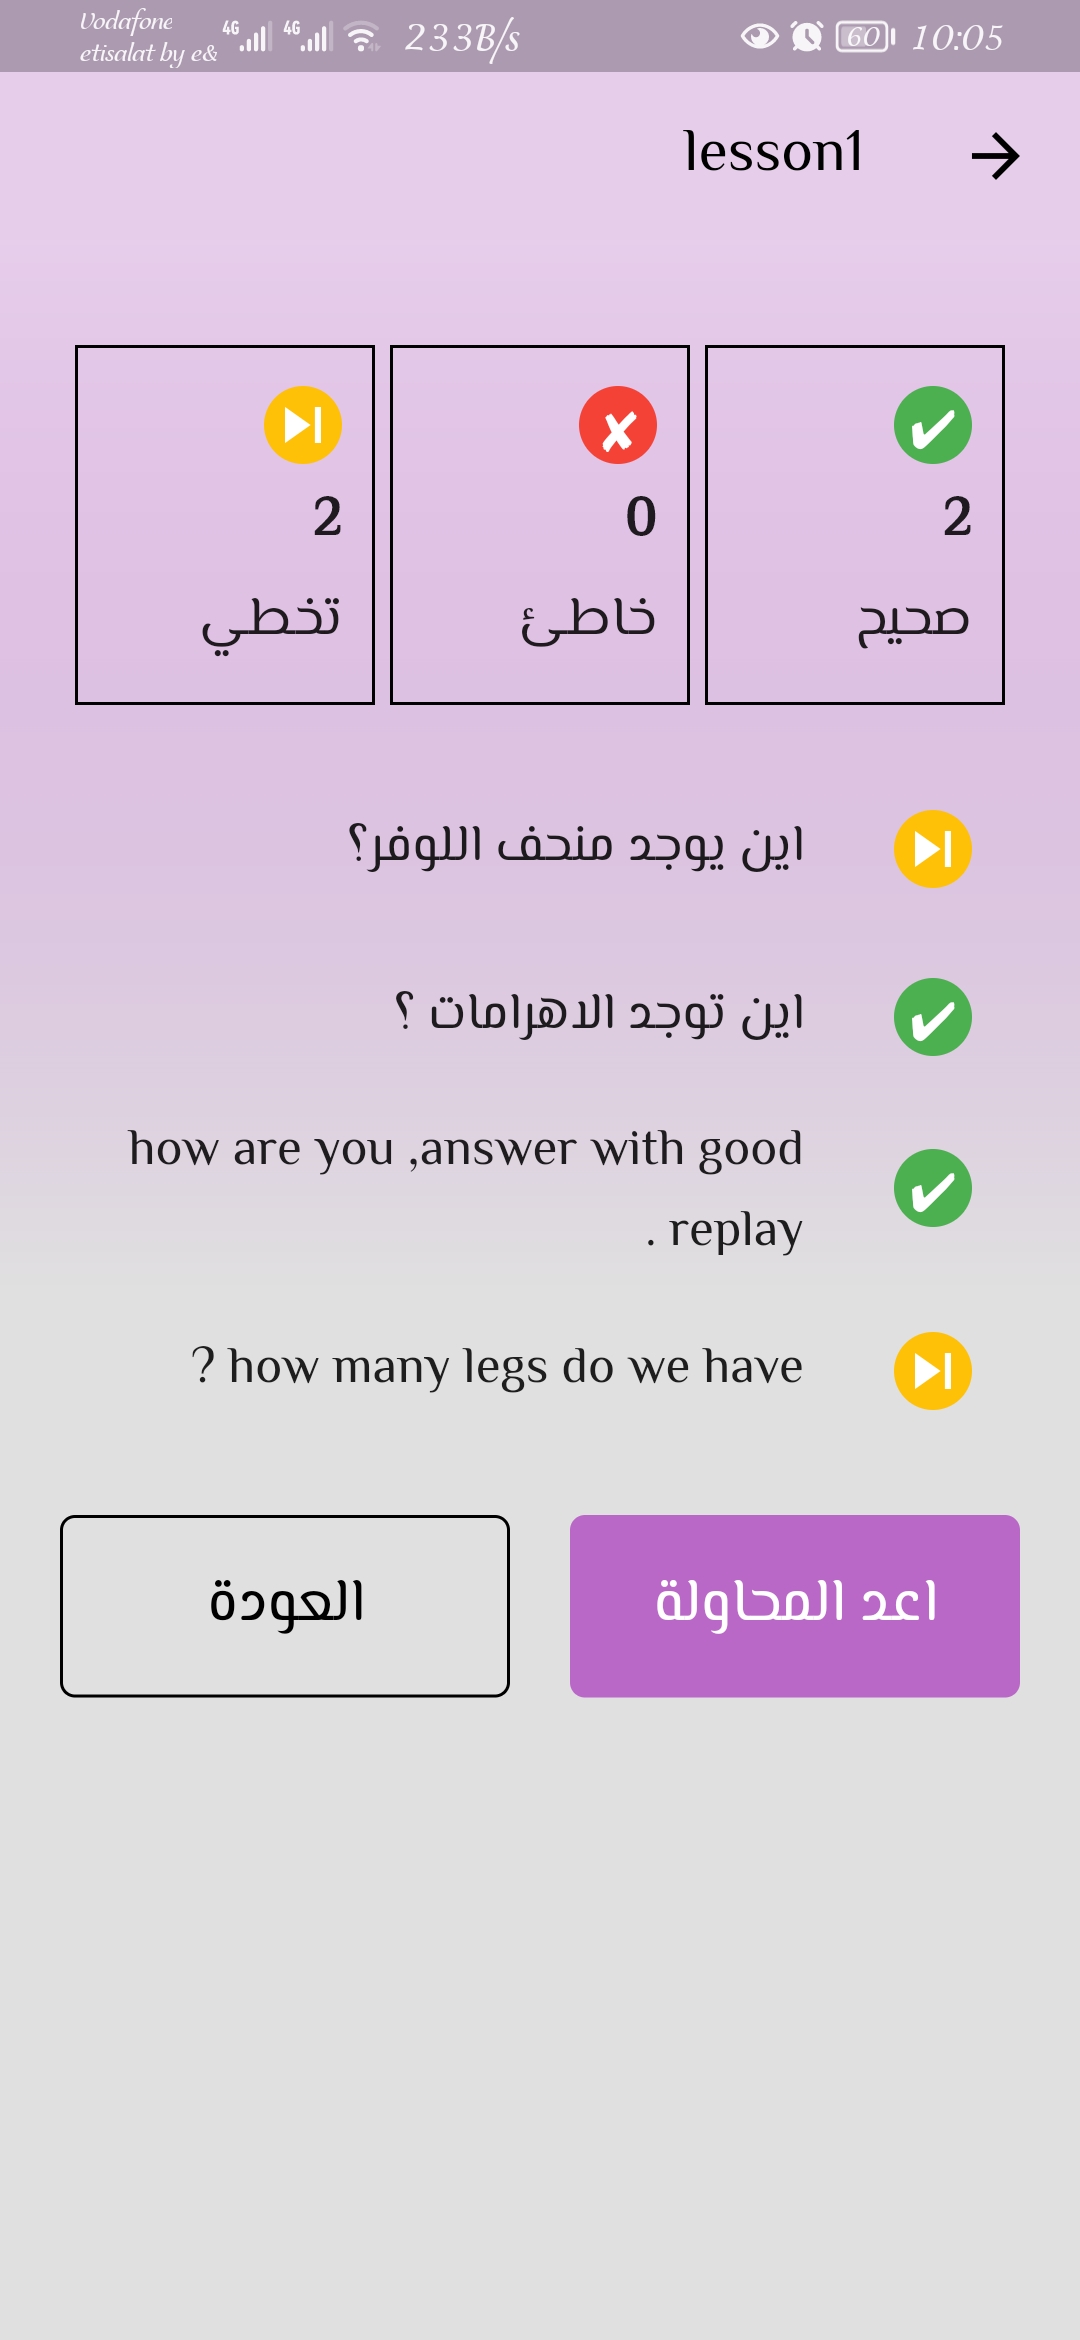 Vodafone
etisalat by e&
4G 4G 233B/s 60 10:05
lesson1
2
صحيح
0
خاطئ
2
تخطي
اين يوجد منحف اللوفر؟
اين توجد الاهرامات ؟
how are you ,answer with good
replay .
how many legs do we have ?
اعد المحاولة
العودة